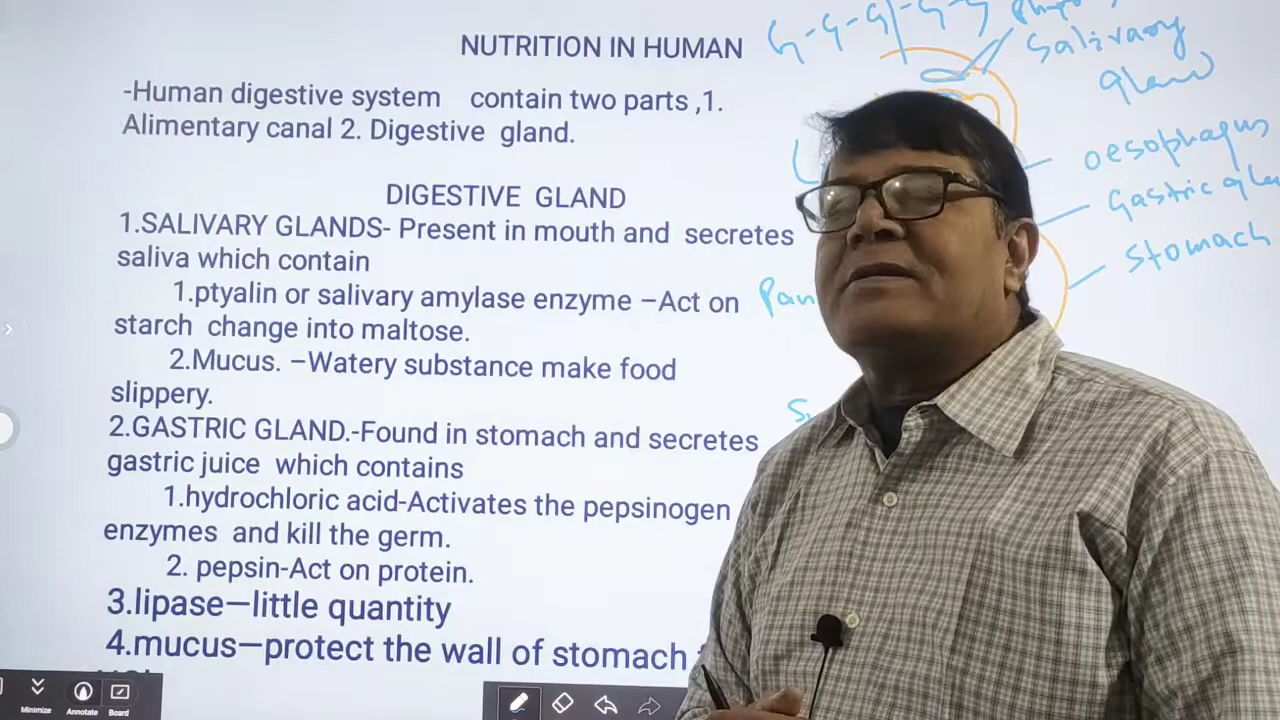 NUTRITION IN HUMAN
-Human digestive system contain two parts ,1.
Alimentary canal 2. Digestive gland.
DIGESTIVE GLAND
1.SALIVARY GLANDS- Present in mouth and secretes
saliva which contain
1.ptyalin or salivary amylase enzyme –Act on
starch change into maltose.
2.Mucus. –Watery substance make food
slippery.
2.GASTRIC GLAND.-Found in stomach and secretes
gastric juice which contains
1.hydrochloric acid-Activates the pepsinogen
enzymes and kill the germ.
2. pepsin-Act on protein.
3.lipase—little quantity
4.mucus—protect the wall of stomach
G-G-G-G-G
Salivary
gland
oesophagus
Gastric
Stomach
Pan
Minimize
Annotate
Board